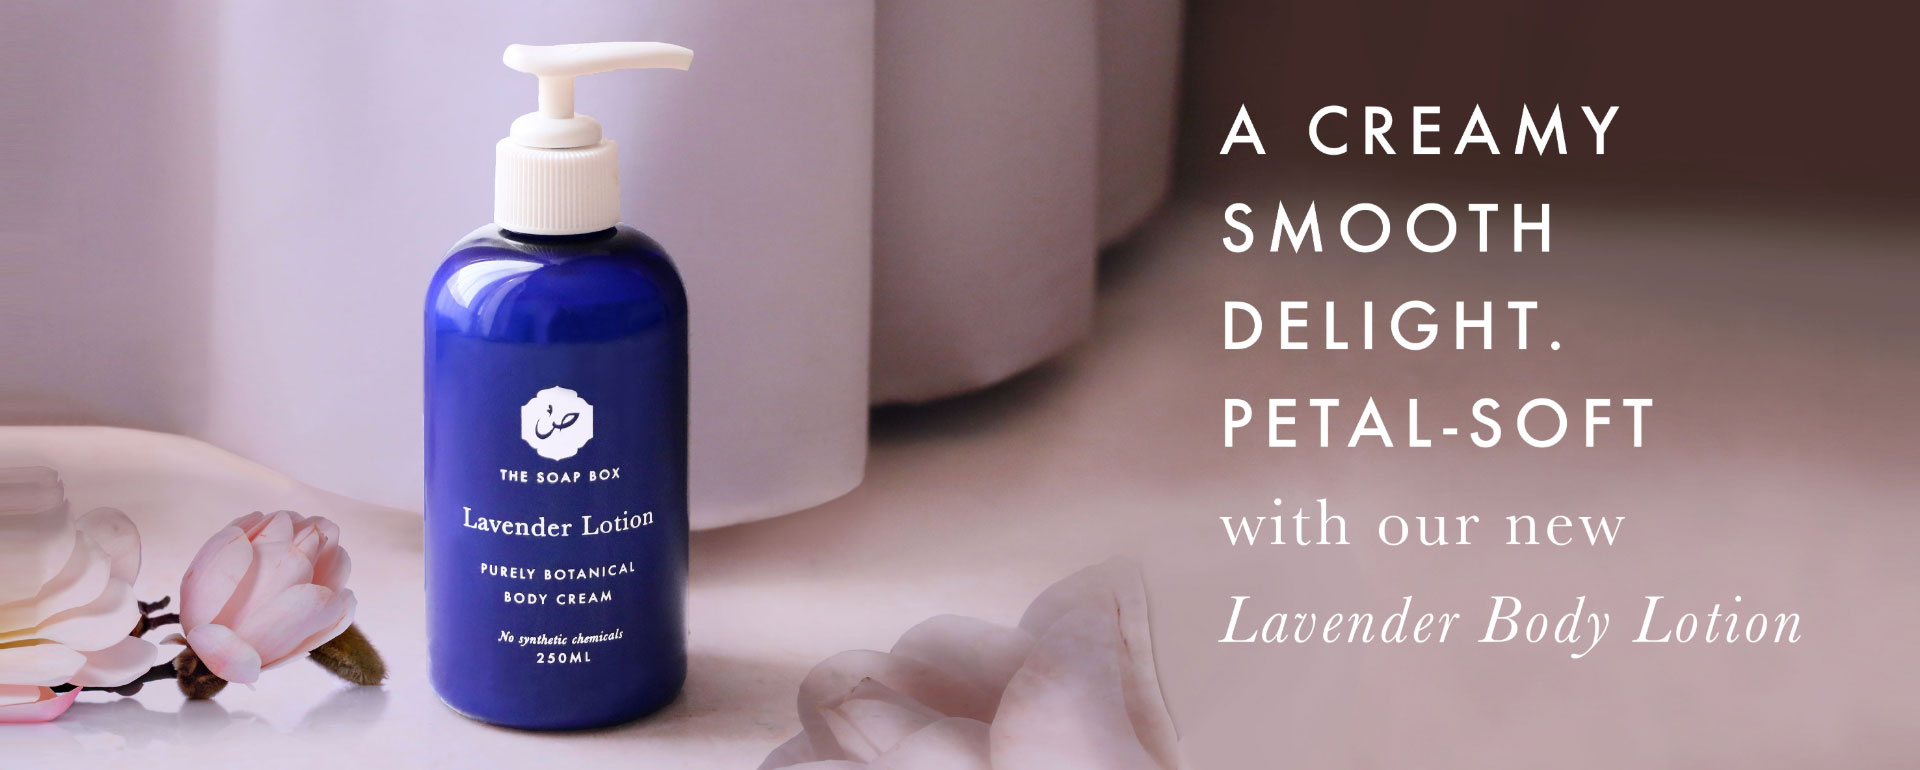 صُ
THE SOAP BOX
Lavender Lotion
PURELY BOTANICAL
BODY CREAM
No synthetic chemicals
250ML
A CREAMY
SMOOTH
DELIGHT.
PETAL-SOFT
with our new
Lavender Body Lotion